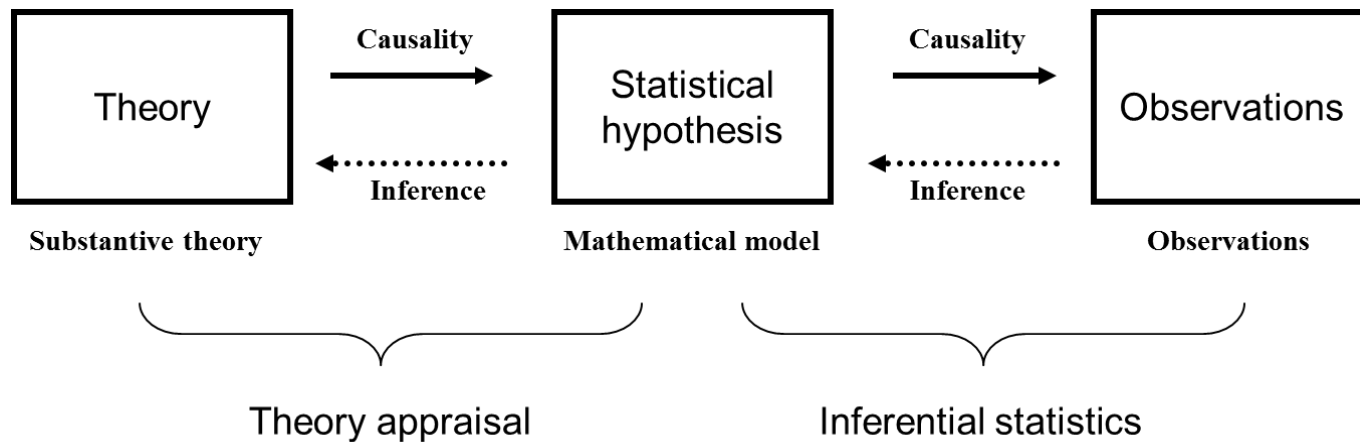 Causality
Causality
Theory
Statistical
hypothesis
Observations
Inference
Inference
Substantive theory
Mathematical model
Observations
Theory appraisal
Inferential statistics